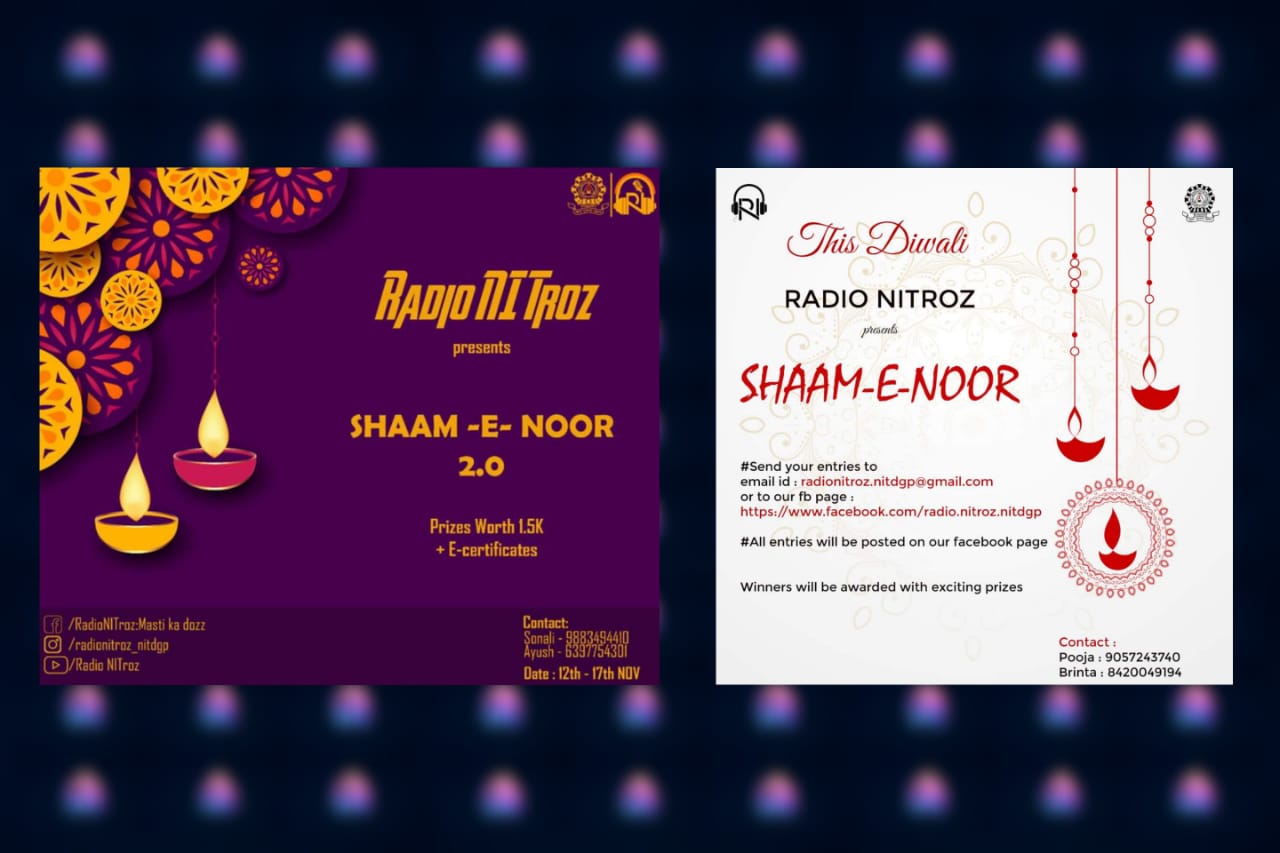 RADIO NITROZ
presents
SHAAM -E- NOOR
2.0
Prizes Worth 1.5K
+ E-certificates
/RadioNITroz:Masti ka dozz
/radionitroz_nitdgp
/Radio NITroz
Contact:
Sonali - 9883494410
Ayush - 6397754301
Date : 12th - 17th NOV
This Diwali
RADIO NITROZ
presents
SHAAM-E-NOOR
#Send your entries to
email id : radionitroz.nitdgp@gmail.com
or to our fb page :
https://www.facebook.com/radio.nitroz.nitdgp
#All entries will be posted on our facebook page
Winners will be awarded with exciting prizes
Contact :
Pooja : 9057243740
Brinta : 8420049194